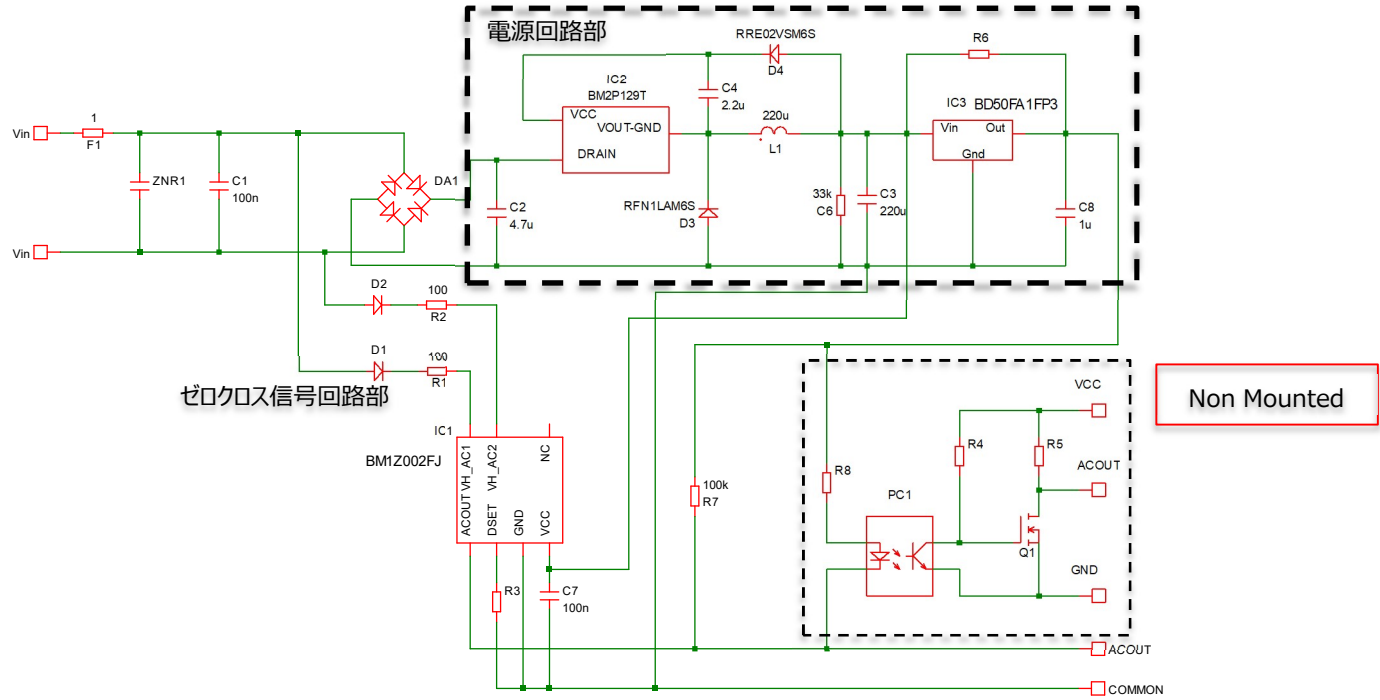 電源回路部
RRE02VSM6S
D4
R6
IC2
BM2P129T
C4
2.2u
IC3
BD50FA1FP3
VCC
VOUT-GND
DRAIN
220u
L1
Vin
Out
Gnd
Vin
1
F1
ZNR1
C1
100n
DA1
C2
4.7u
RFN1LAM6S
D3
33k
C6
C3
220u
C8
1u
Vin
D2
100
R2
D1
100
R1
ゼロクロス信号回路部
IC1
BM1Z002FJ
VH_AC1
VH_AC2
NC
ACOUT
DSET
GND
VCC
R3
C7
100n
100k
R7
R8
PC1
R4
R5
Q1
VCC
ACOUT
GND
Non Mounted
ACOUT
COMMON